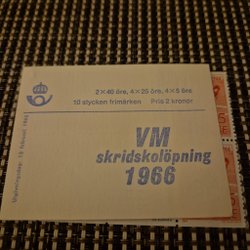 2×40 öre, 4×25 öre, 4×5 öre
10 stycken frimärken Pris 2 kronor
VM
skridskolöpning
1966